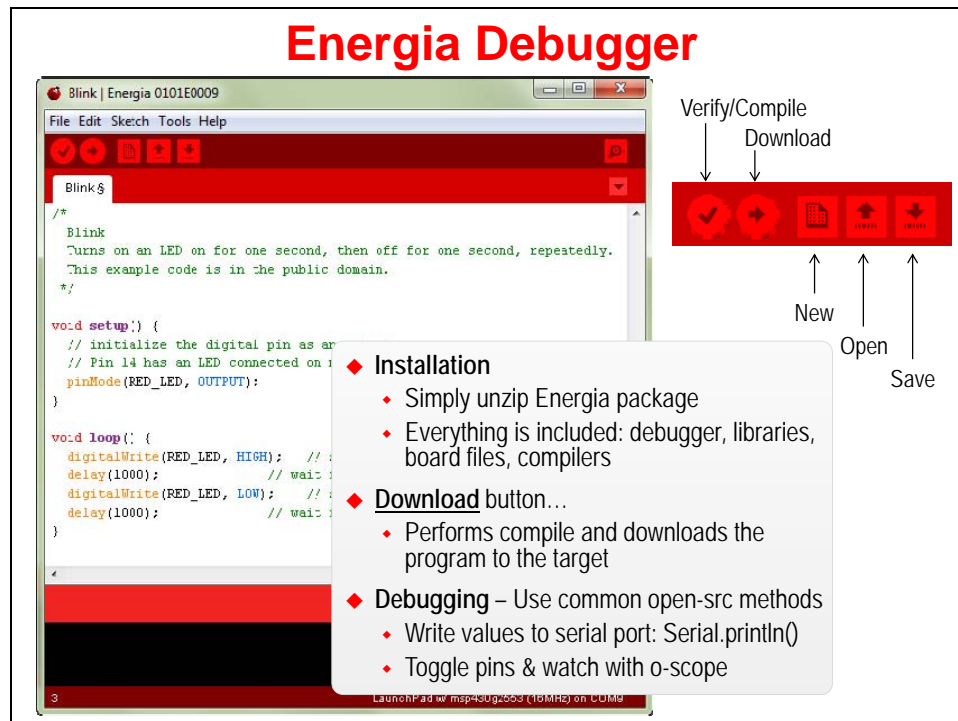 Energia Debugger
Blink | Energia 0101E0009
File Edit Sketch Tools Help
Blink §
/*
Blink
Turns on an LED on for one second, then off for one second, repeatedly.
This example code is in the public domain.
*/
void setup() {
// initialize the digital pin as an
// Pin 14 has an LED connected on
pinMode(RED_LED, OUTPUT);
}
void loop() {
digitalWrite(RED_LED, HIGH); //
delay(1000); // wait
digitalWrite(RED_LED, LOW); //
delay(1000); // wait
}
3
LaunchPad w/ msp430g2553 (16MHz) on COM9
Verify/Compile
Download
New
Open
Save
◆ Installation
◆ Simply unzip Energia package
◆ Everything is included: debugger, libraries,
board files, compilers
◆ Download button…
◆ Performs compile and downloads the
program to the target
◆ Debugging – Use common open-src methods
◆ Write values to serial port: Serial.println()
◆ Toggle pins & watch with o-scope